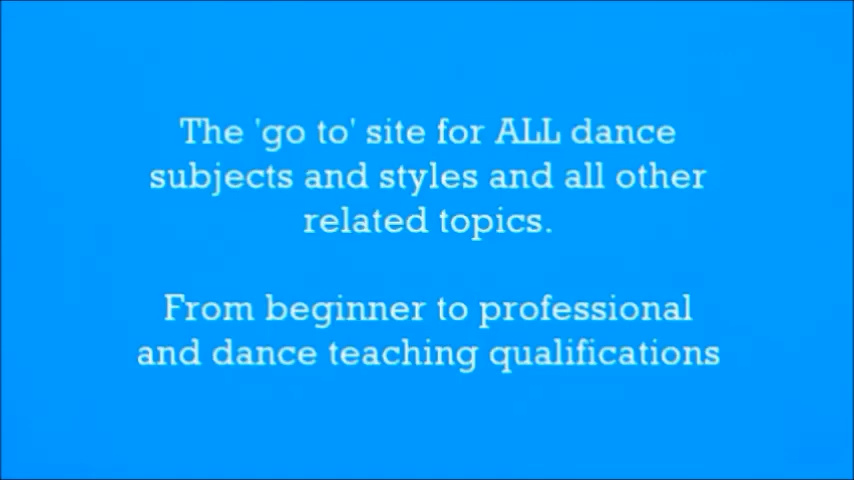 The 'go to' site for ALL dance
subjects and styles and all other
related topics.
From beginner to professional
and dance teaching qualifications